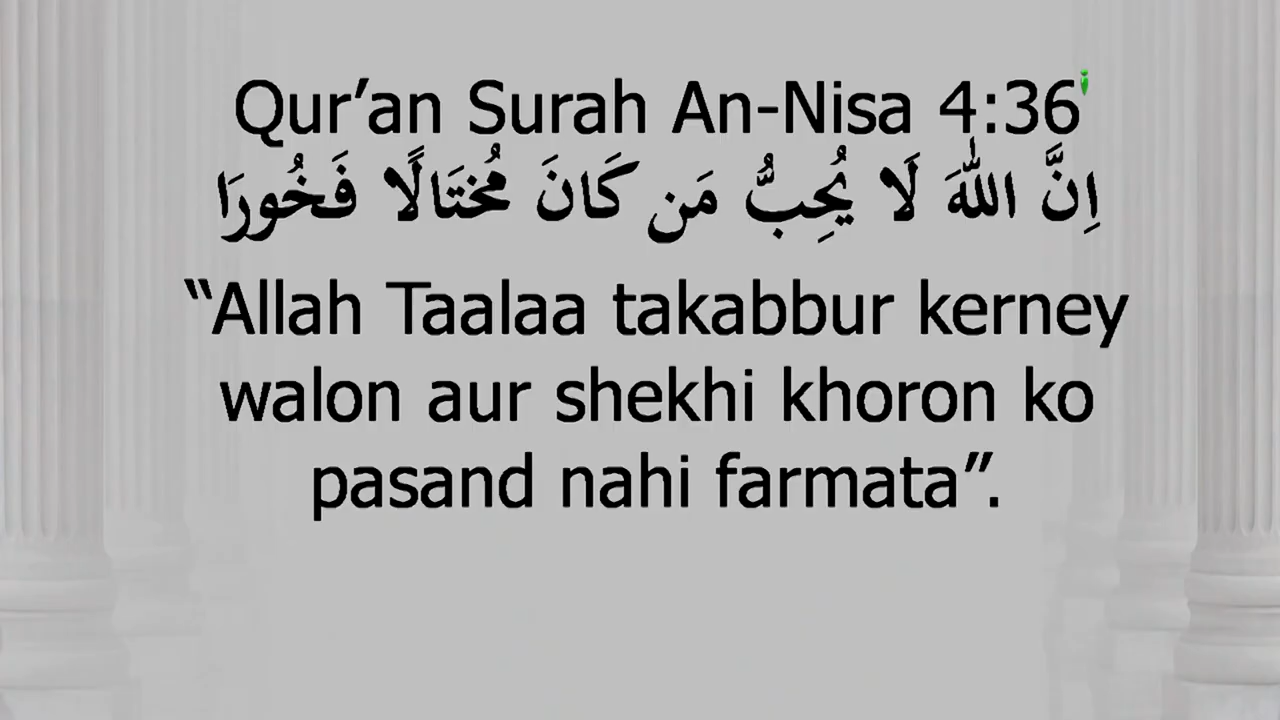 Qur’an Surah An-Nisa 4:36
اِنَّ اللّٰهَ لَا يُحِبُّ مَن كَانَ مُختَالًا فَخُورَا
“Allah Taalaa takabbur kerney
walon aur shekhi khoron ko
pasand nahi farmata”.